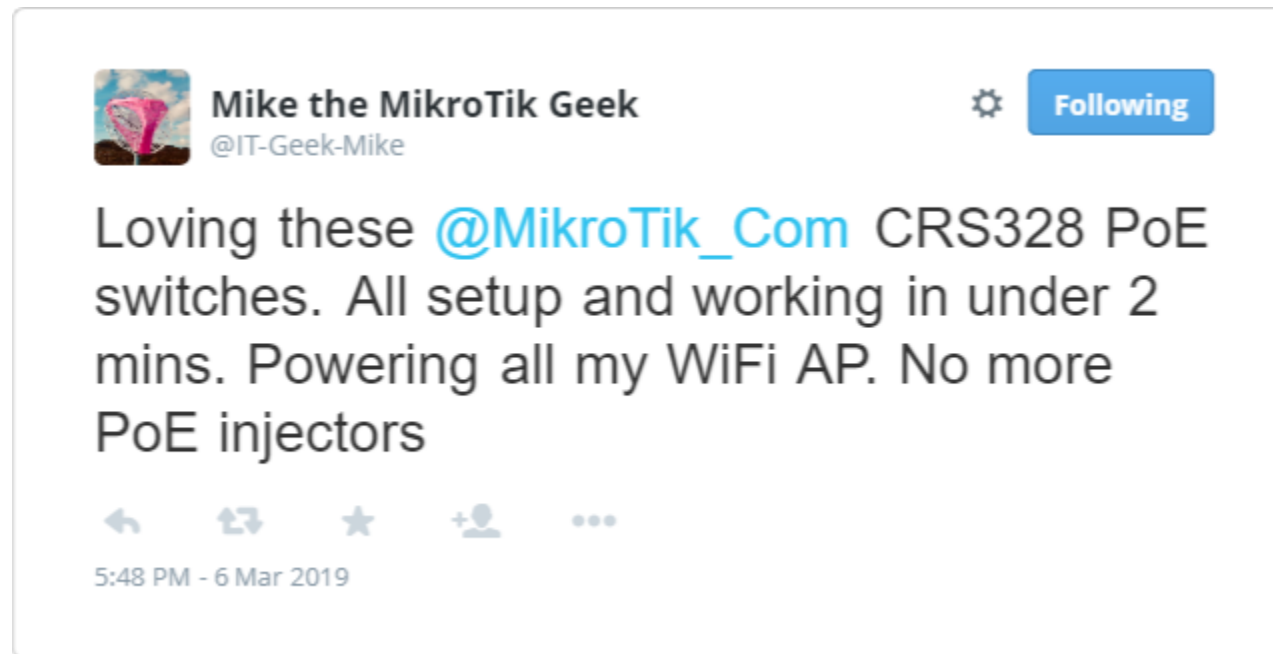 Mike the MikroTik Geek
Following
@IT-Geek-Mike
Loving these @MikroTik_Com CRS328 PoE
switches. All setup and working in under 2
mins. Powering all my WiFi AP. No more
PoE injectors
5:48 PM - 6 Mar 2019